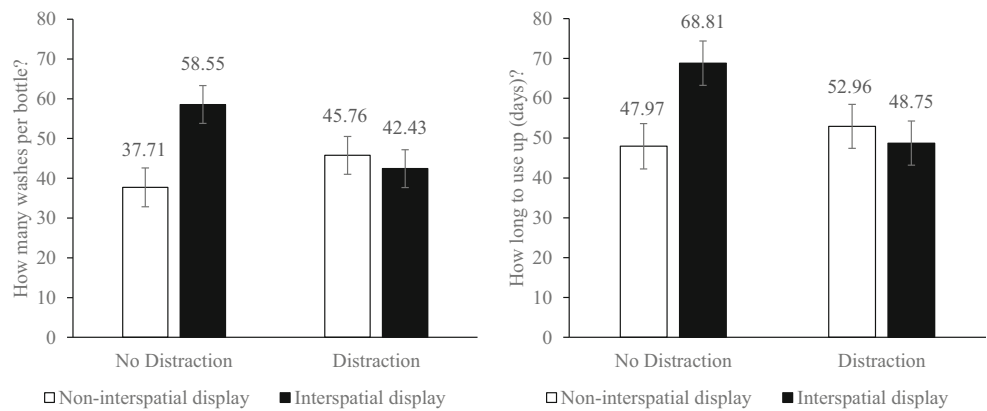 How many washes per bottle?
80
70
60
50
40
30
20
10
0
37.71
58.55
45.76
42.43
No Distraction
Distraction
Non-interspatial display
Interspatial display
How long to use up (days)?
80
70
60
50
40
30
20
10
0
47.97
68.81
52.96
48.75
No Distraction
Distraction
Non-interspatial display
Interspatial display